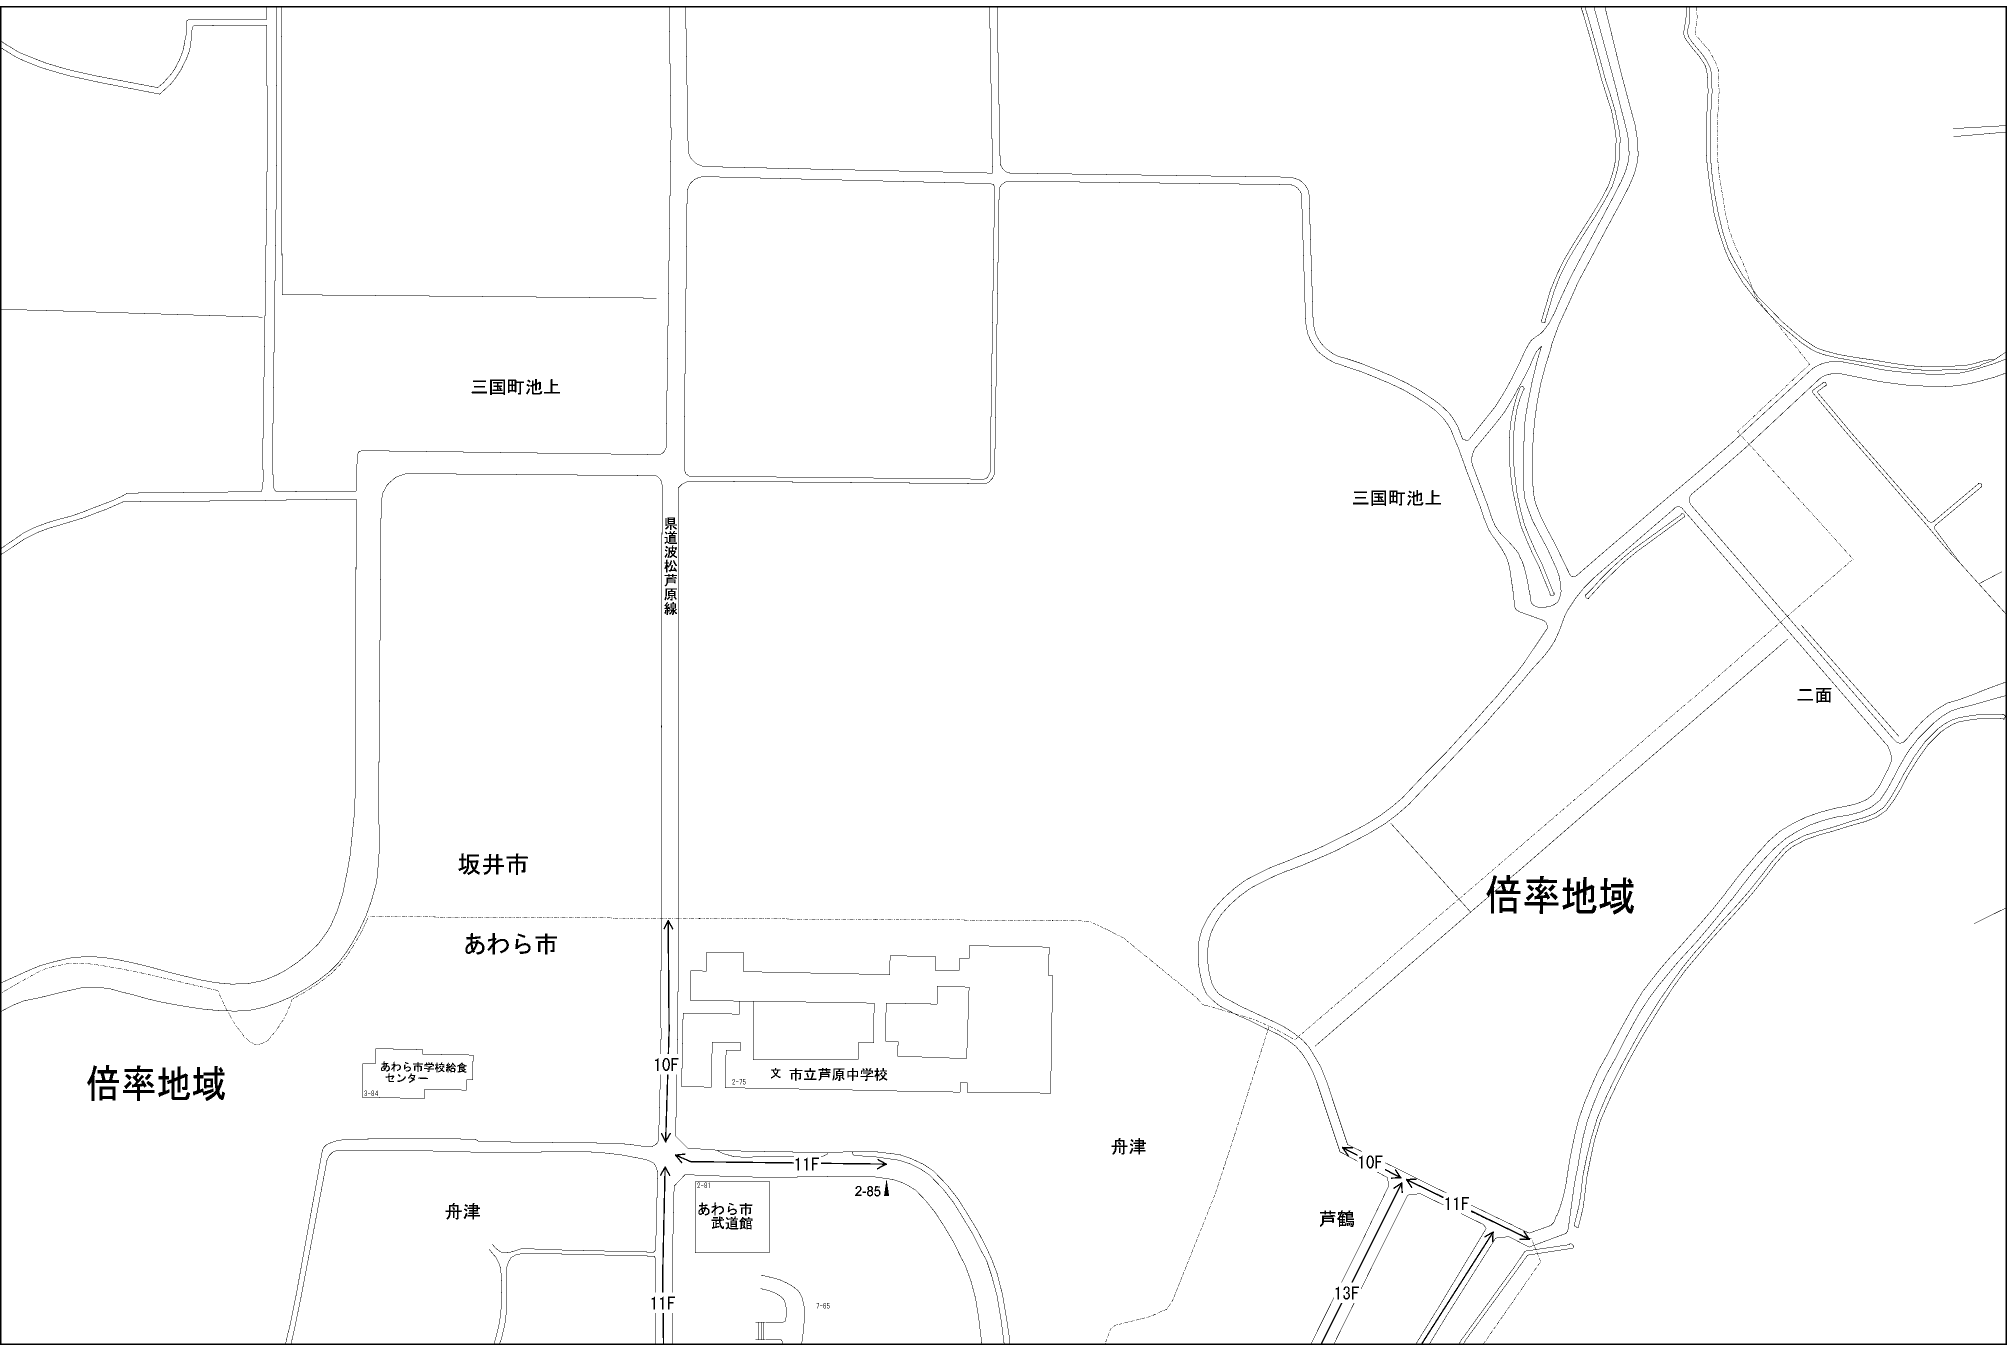 三国町池上
三国町池上
県道波松芦原線
二面
坂井市
倍率地域
あわら市
10F
あわら市学校給食
センター
3-84
倍率地域
文 市立芦原中学校
2-75
舟津
11F
10F
2-81
2-85
11F
あわら市
武道館
舟津
芦鶴
13F
11F
7-65